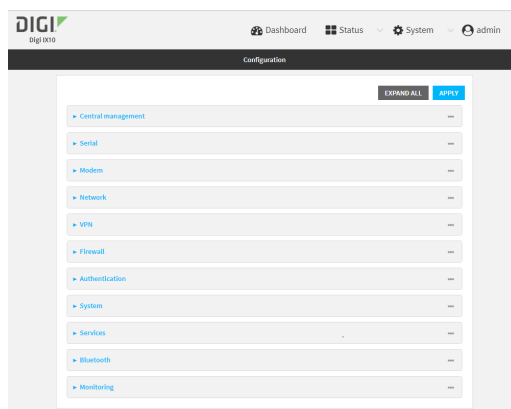 DIGI
Digi IX10
Dashboard Status System admin
Configuration
EXPAND ALL APPLY
Central management
Serial
Modem
Network
VPN
Firewall
Authentication
System
Services
Bluetooth
Monitoring